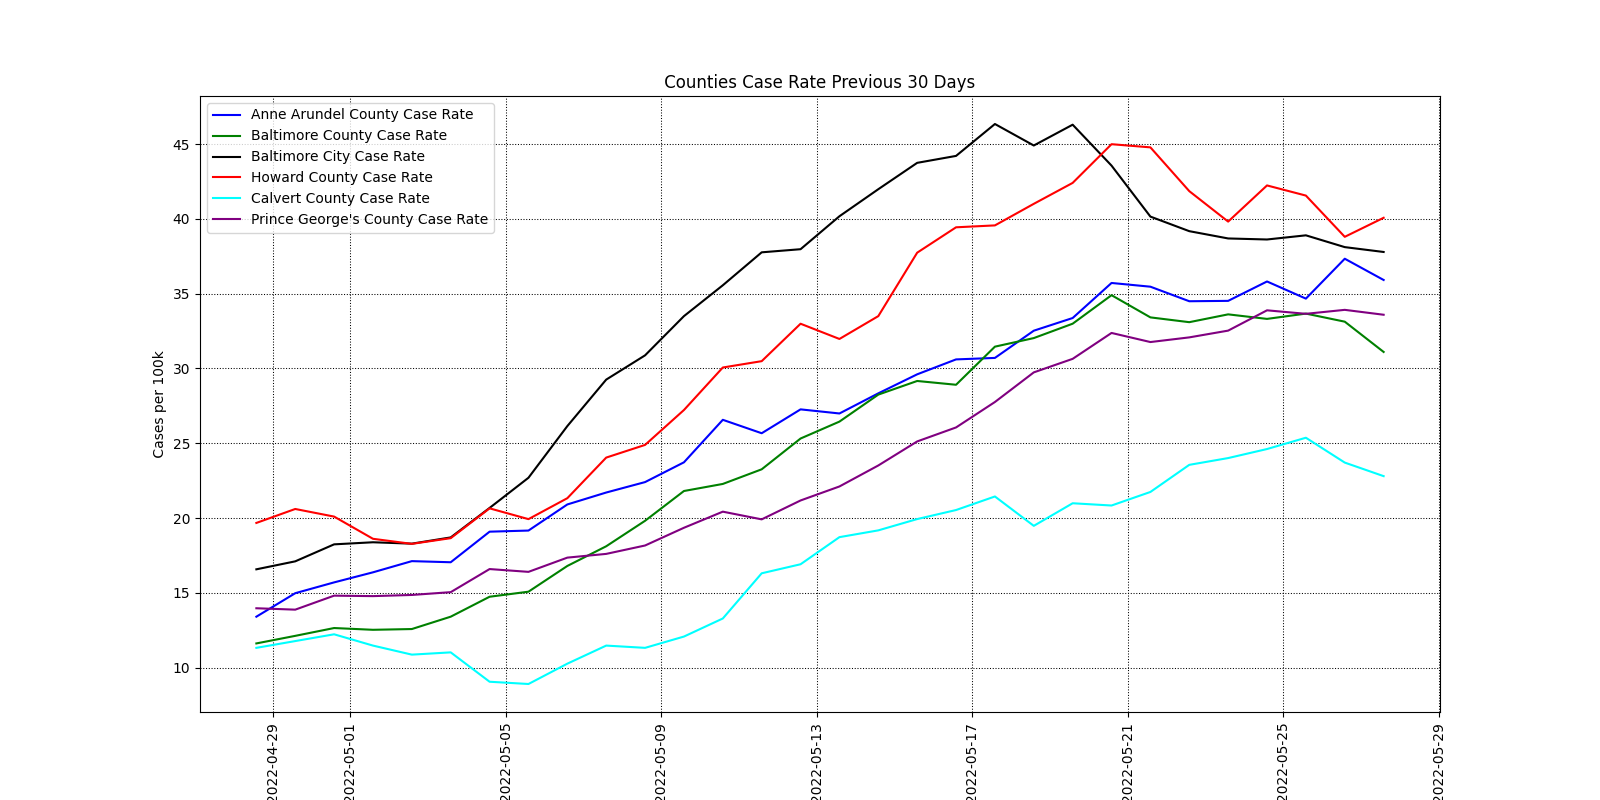 Counties Case Rate Previous 30 Days
Anne Arundel County Case Rate
Baltimore County Case Rate
Baltimore City Case Rate
Howard County Case Rate
Calvert County Case Rate
Prince George's County Case Rate
Cases per 100k
45
40
35
30
25
20
15
10
2022-04-29
2022-05-01
2022-05-05
2022-05-09
2022-05-13
2022-05-17
2022-05-21
2022-05-25
2022-05-29